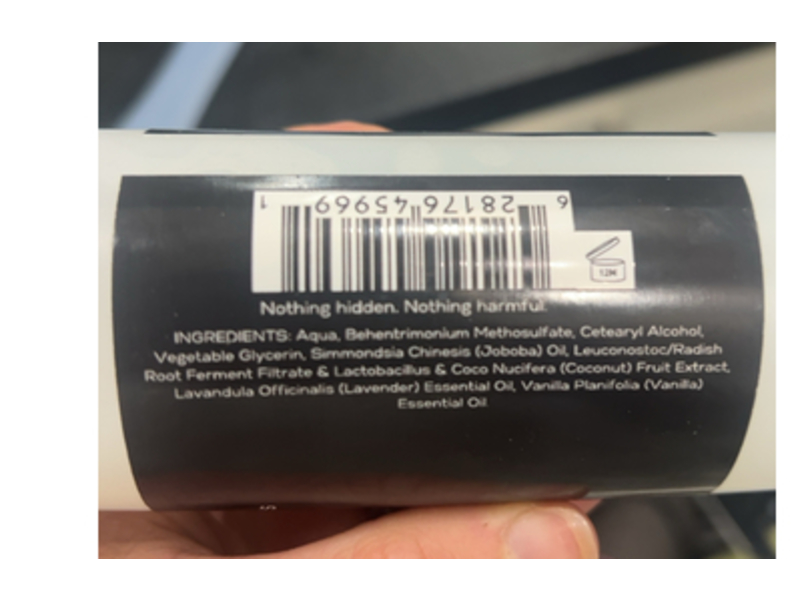 6 28176 45969 1
12M
Nothing hidden. Nothing harmful.
INGREDIENTS: Aqua, Behentrimonium Methosulfate, Cetearyl Alcohol,
Vegetable Glycerin, Simmondsia Chinesis (Joboba) Oil, Leuconostoc/Radish
Root Ferment Filtrate & Lactobacillus & Coco Nucifera (Coconut) Fruit Extract,
Lavandula Officinalis (Lavender) Essential Oil, Vanilla Planifolia (Vanilla)
Essential Oil.